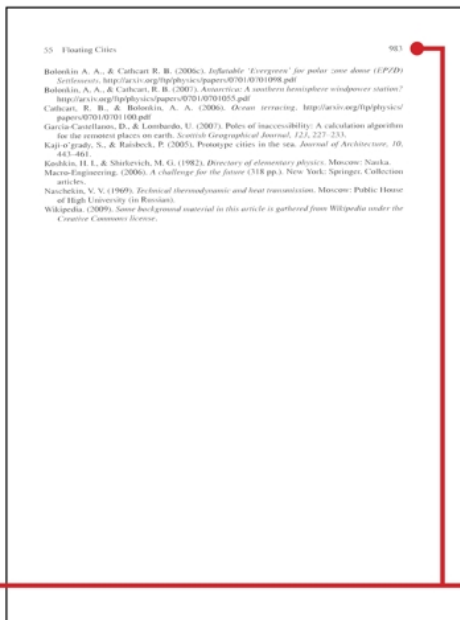 55 Floating Cities 983
Bolonkin A. A., & Cathcart R. B. (2006c). Inflatable 'Evergreen' for polar zone dome (EPZD)
Settlements. http://arxiv.org/ftp/physics/papers/0701/0701098.pdf
Bolonkin, A. A., & Cathcart, R. B. (2007). Antarctica: A southern hemisphere windpower station?
http://arxiv.org/ftp/physics/papers/0701/0701055.pdf
Cathcart, R. B., & Bolonkin, A. A. (2006). Ocean terracing. http://arxiv.org/ftp/physics/
papers/0701/0701100.pdf
Garcia-Castellanos, D., & Lombardo, U. (2007). Poles of inaccessibility: A calculation algorithm
for the remotest places on earth. Scottish Geographical Journal, 123, 227–233.
Kaji-o'grady, S., & Raisbeck, P. (2005). Prototype cities in the sea. Journal of Architecture, 10,
443–461.
Koshkin, H. I., & Shirkevich, M. G. (1982). Directory of elementary physics. Moscow: Nauka.
Macro-Engineering. (2006). A challenge for the future (318 pp.). New York: Springer. Collection
articles.
Naschekin, V. V. (1969). Technical thermodynamic and heat transmission. Moscow: Public House
of High University (in Russian).
Wikipedia. (2009). Some background material in this article is gathered from Wikipedia under the
Creative Commons license.